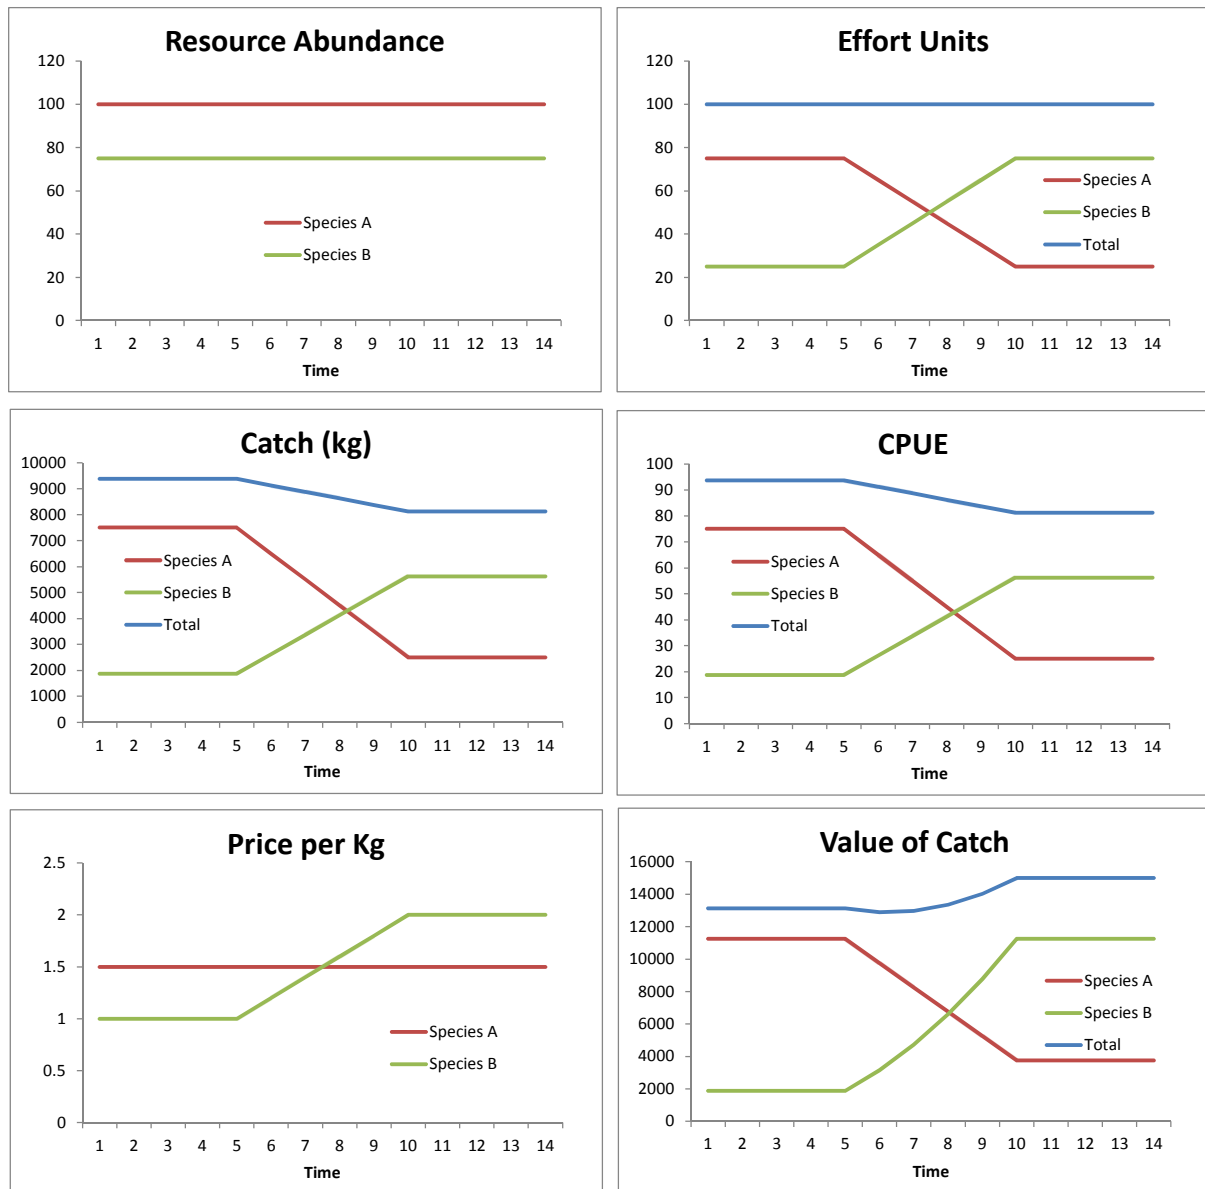 Resource Abundance
120
100
80
60
40
20
0
Species A
Species B
1 2 3 4 5 6 7 8 9 10 11 12 13 14
Time
Effort Units
120
100
80
60
40
20
0
Species A
Species B
Total
1 2 3 4 5 6 7 8 9 10 11 12 13 14
Time
Catch (kg)
10000
9000
8000
7000
6000
5000
4000
3000
2000
1000
0
Species A
Species B
Total
1 2 3 4 5 6 7 8 9 10 11 12 13 14
Time
CPUE
100
90
80
70
60
50
40
30
20
10
0
Species A
Species B
Total
1 2 3 4 5 6 7 8 9 10 11 12 13 14
Time
Price per Kg
2.5
2
1.5
1
0.5
0
Species A
Species B
1 2 3 4 5 6 7 8 9 10 11 12 13 14
Time
Value of Catch
16000
14000
12000
10000
8000
6000
4000
2000
0
Species A
Species B
Total
1 2 3 4 5 6 7 8 9 10 11 12 13 14
Time